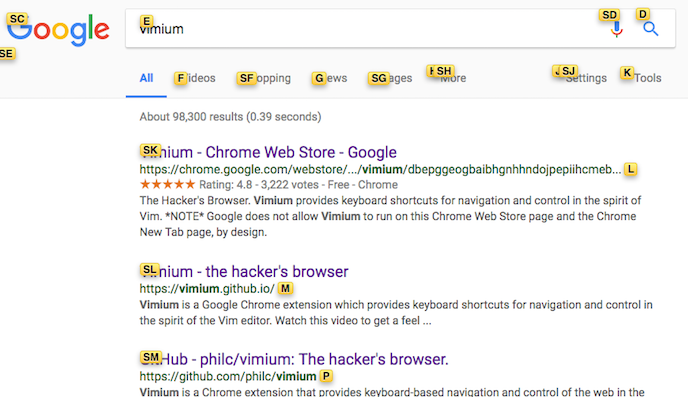 SC Google E vimium SD D
SE
All F ideos SF opping G ews SG ages SH More SJ Settings K Tools
About 98,300 results (0.39 seconds)
SK imium - Chrome Web Store - Google
https://chrome.google.com/webstore/.../vimium/dbepggeogbaibhgnhhndojpepiihcmeb... L
★★★★★ Rating: 4.8 - 3,222 votes - Free - Chrome
The Hacker's Browser. Vimium provides keyboard shortcuts for navigation and control in the spirit of
Vim. *NOTE* Google does not allow Vimium to run on this Chrome Web Store page and the Chrome
New Tab page, by design.
SL imium - the hacker's browser
https://vimium.github.io/ M
Vimium is a Google Chrome extension which provides keyboard shortcuts for navigation and control in
the spirit of the Vim editor. Watch this video to get a feel ...
SM Hub - philc/vimium: The hacker's browser.
https://github.com/philc/vimium P
Vimium is a Chrome extension that provides keyboard-based navigation and control of the web in the